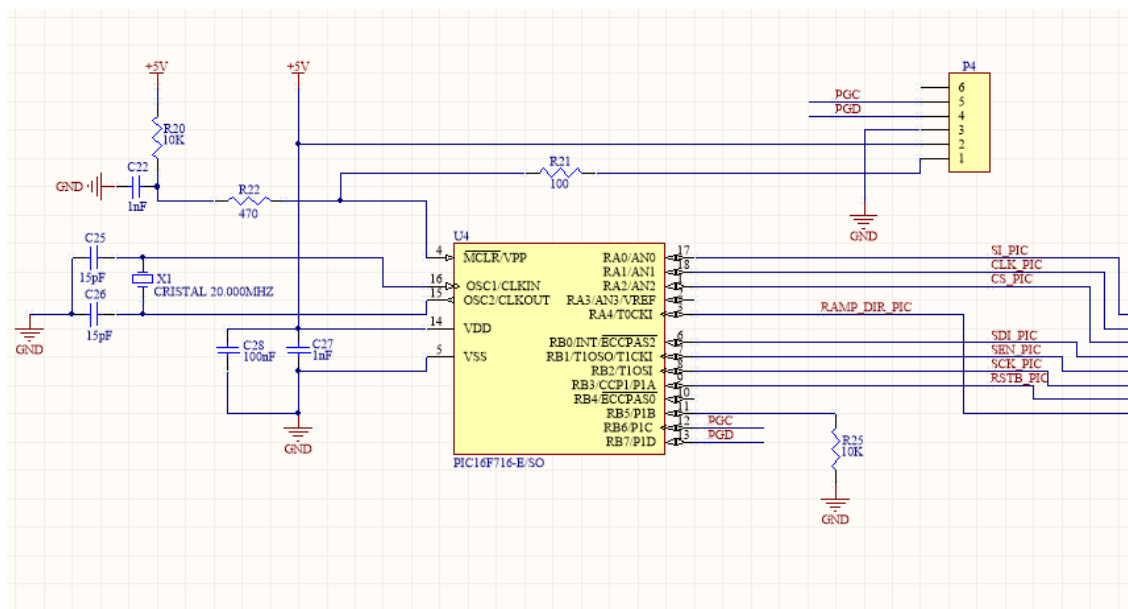 +5V
+5V
P4
6
PGC
5
PGD
4
3
2
1
R20
10K
C22
GND
1nF
R21
100
R22
470
GND
C25
15pF
X1
CRISTAL 20.000MHZ
C26
15pF
GND
U4
4 MCLR/VPP
16 OSC1/CLKIN
15 OSC2/CLKOUT
14 VDD
5 VSS
RA0/AN0 17 SI_PIC
RA1/AN1 18 CLK_PIC
RA2/AN2 CS_PIC
RA3/AN3/VREF
RA4/T0CKI 3 RAMP_DIR_PIC
RB0/INT/ECCPAS2 6 SDI_PIC
RB1/T1OSO/T1CKI 7 SEN_PIC
RB2/T1OSI 8 SCK_PIC
RB3/CCP1/P1A 9 RSTB_PIC
RB4/ECCPAS0 10
RB5/P1B 11
RB6/P1C 12 PGC
RB7/P1D 13 PGD
C28
100nF
C27
1nF
GND
PIC16F716-E/SO
R25
10K
GND